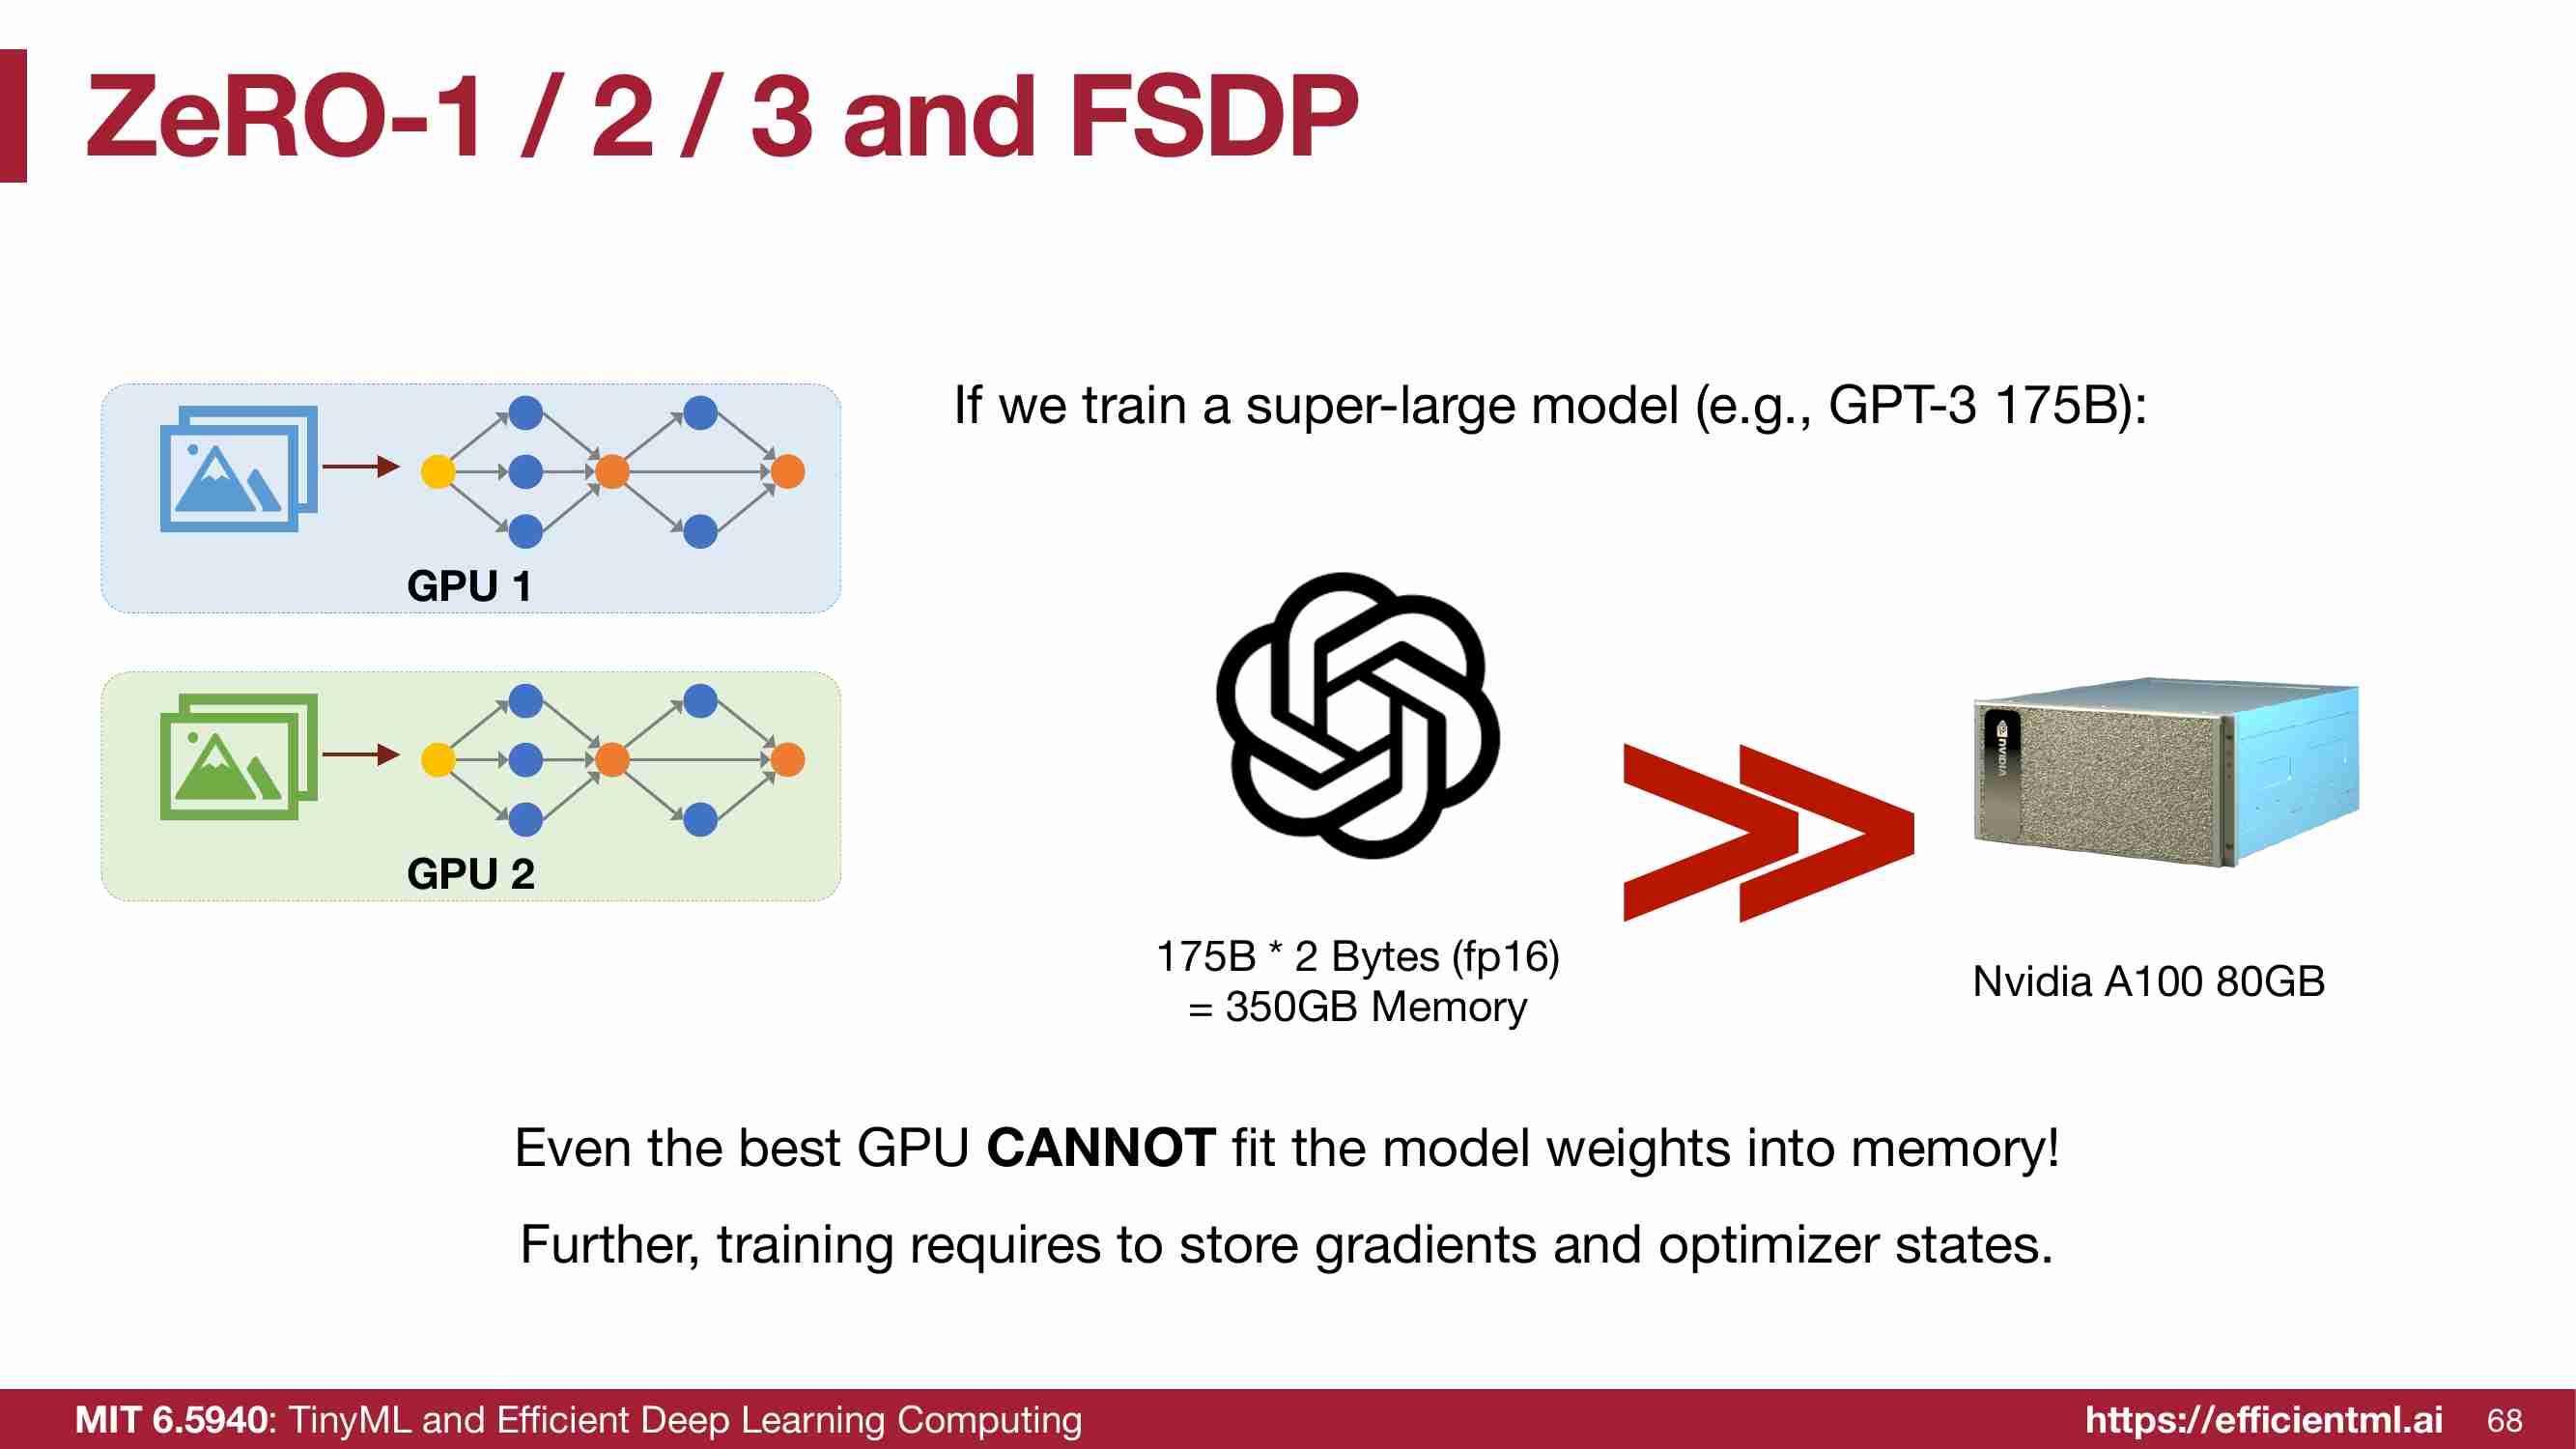 ZeRO-1 / 2 / 3 and FSDP
If we train a super-large model (e.g., GPT-3 175B):
GPU 1
GPU 2
nVIDIA
175B * 2 Bytes (fp16)
= 350GB Memory
Nvidia A100 80GB
Even the best GPU CANNOT fit the model weights into memory!
Further, training requires to store gradients and optimizer states.
MIT 6.5940: TinyML and Efficient Deep Learning Computing
https://efficientml.ai
68